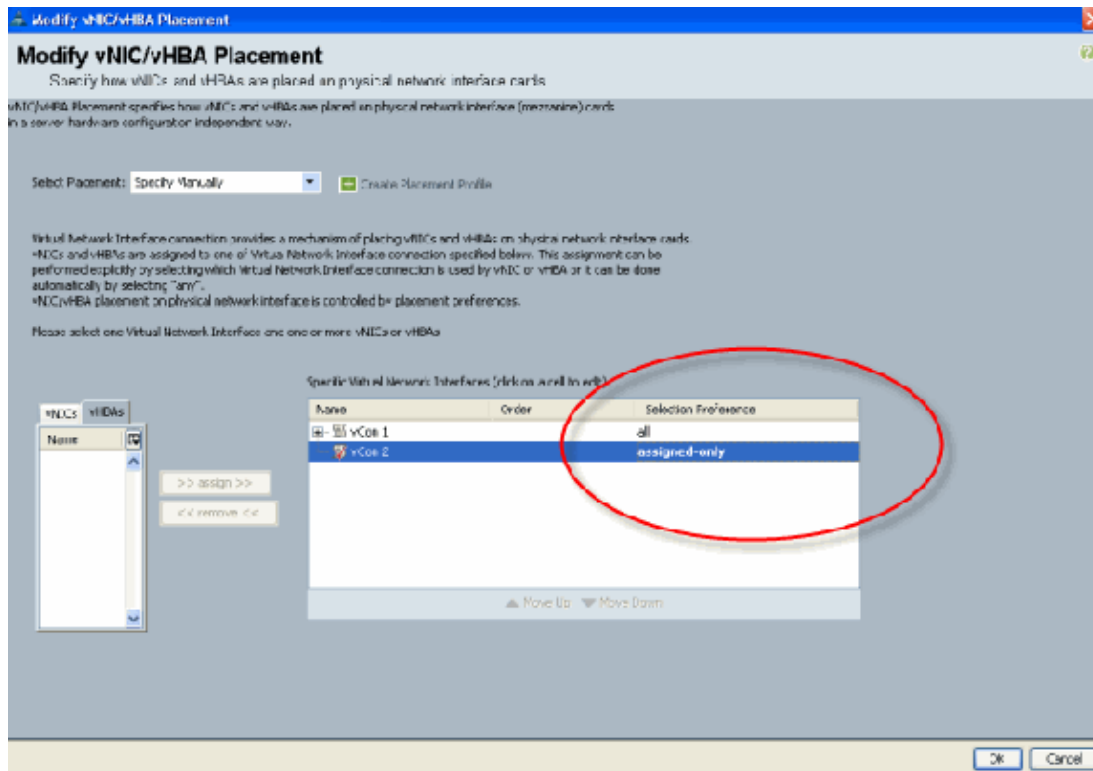 Modify vNIC/vHBA Placement
Modify vNIC/vHBA Placement
Specify how vNICs and vHBAs are placed on physical network interface cards
vNIC/vHBA Placement specifies how vNICs and vHBAs are placed on physical network interface (mezzanine) cards
in a server hardware configuration independent way.
Select Placement: Specify Manually
Create Placement Profile
Virtual Network Interface connection provides a mechanism of placing vNICs and vHBAs on physical network interface cards.
vNICs and vHBAs are assigned to one of Virtual Network Interface connection specified below. This assignment can be
performed explicitly by selecting which Virtual Network Interface connection is used by vNIC or vHBA or it can be done
automatically by selecting "any".
vNIC/vHBA placement on physical network interface is controlled by placement preferences.
Please select one Virtual Network Interface and one or more vNICs or vHBAs
Specific Virtual Network Interfaces (click on a cell to edit)
vNICs vHBAs
Name
Name Order Selection Preference
vCon 1 all
vCon 2 assigned-only
>> assign >>
<< remove <<
Move Up Move Down
OK Cancel